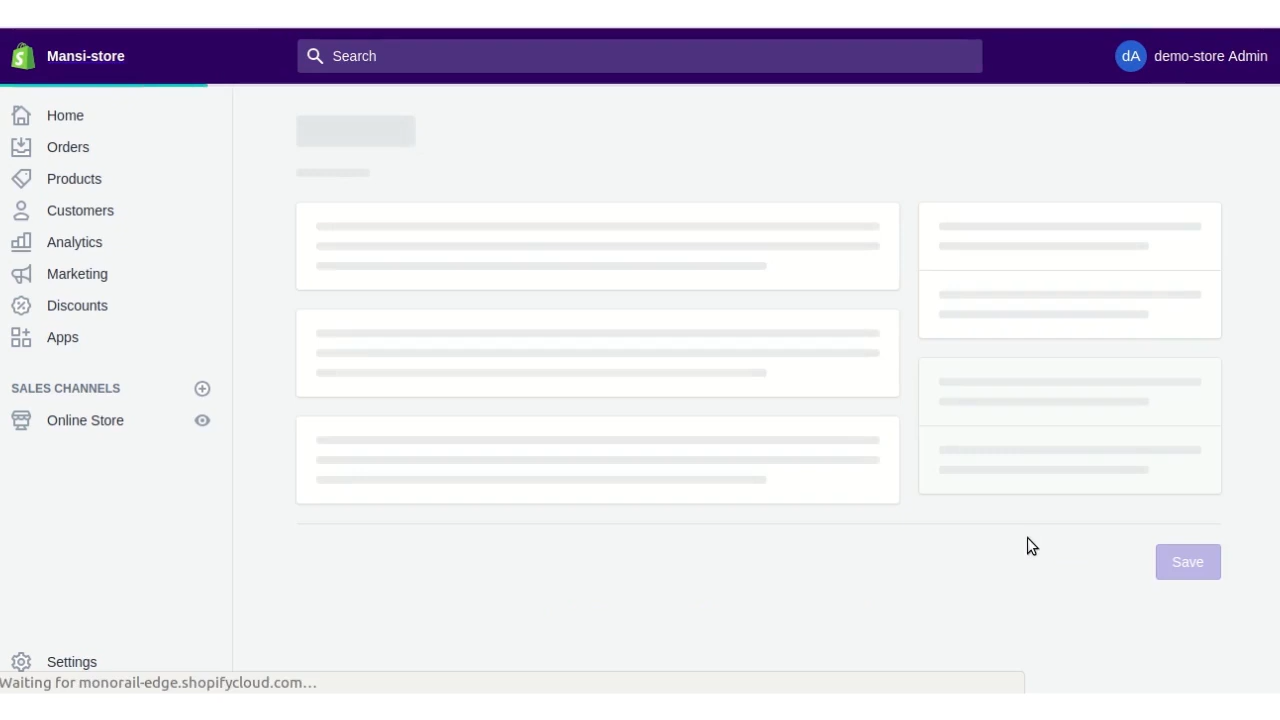 Mansi-store
Search
dA
demo-store Admin
Home
Orders
Products
Customers
Analytics
Marketing
Discounts
Apps
SALES CHANNELS
Online Store
Save
Settings
Waiting for monorail-edge.shopifycloud.com…